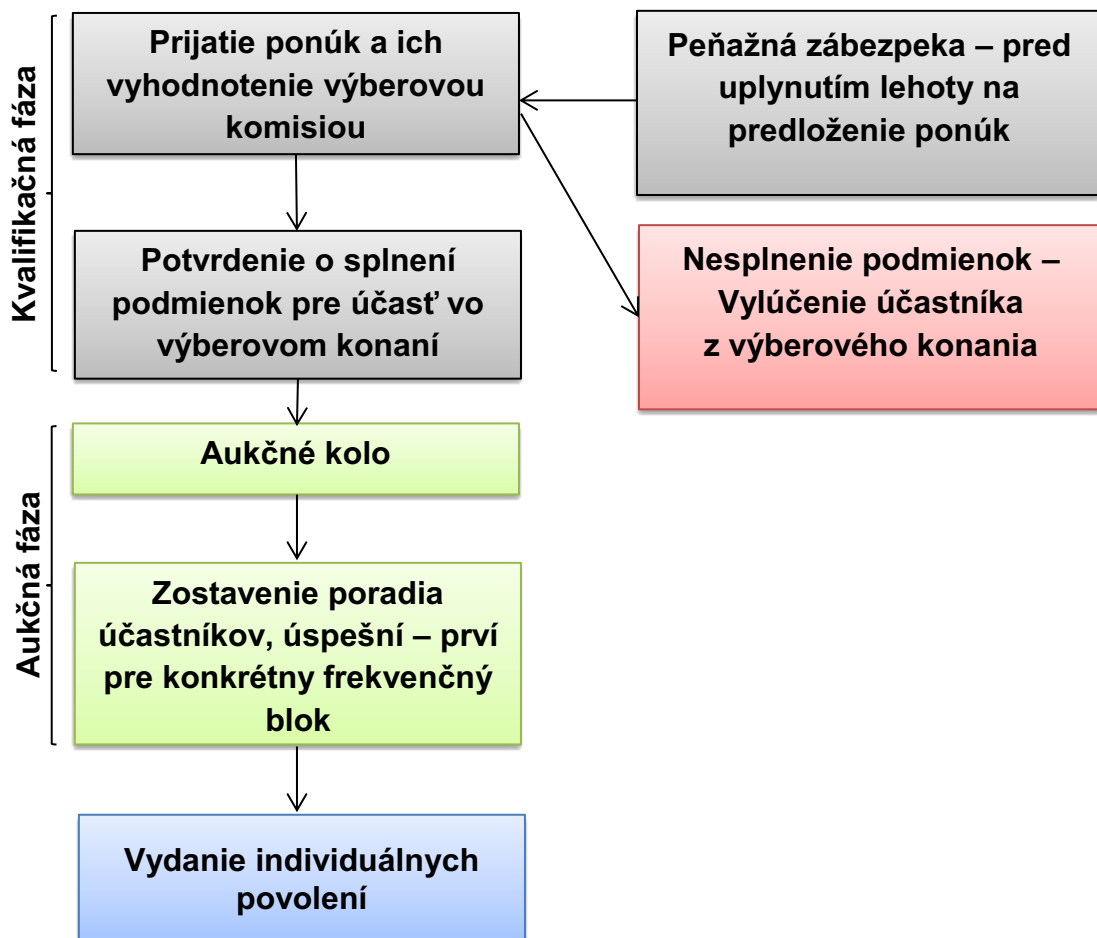 Kvalifikačná fáza
Prijatie ponúk a ich
vyhodnotenie výberovou
komisiou
Peňažná zábezpeka – pred
uplynutím lehoty na
predloženie ponúk
Potvrdenie o splnení
podmienok pre účasť vo
výberovom konaní
Nesplnenie podmienok –
Vylúčenie účastníka
z výberového konania
Aukčná fáza
Aukčné kolo
Zostavenie poradia
účastníkov, úspešní – prví
pre konkrétny frekvenčný
blok
Vydanie individuálnych
povolení